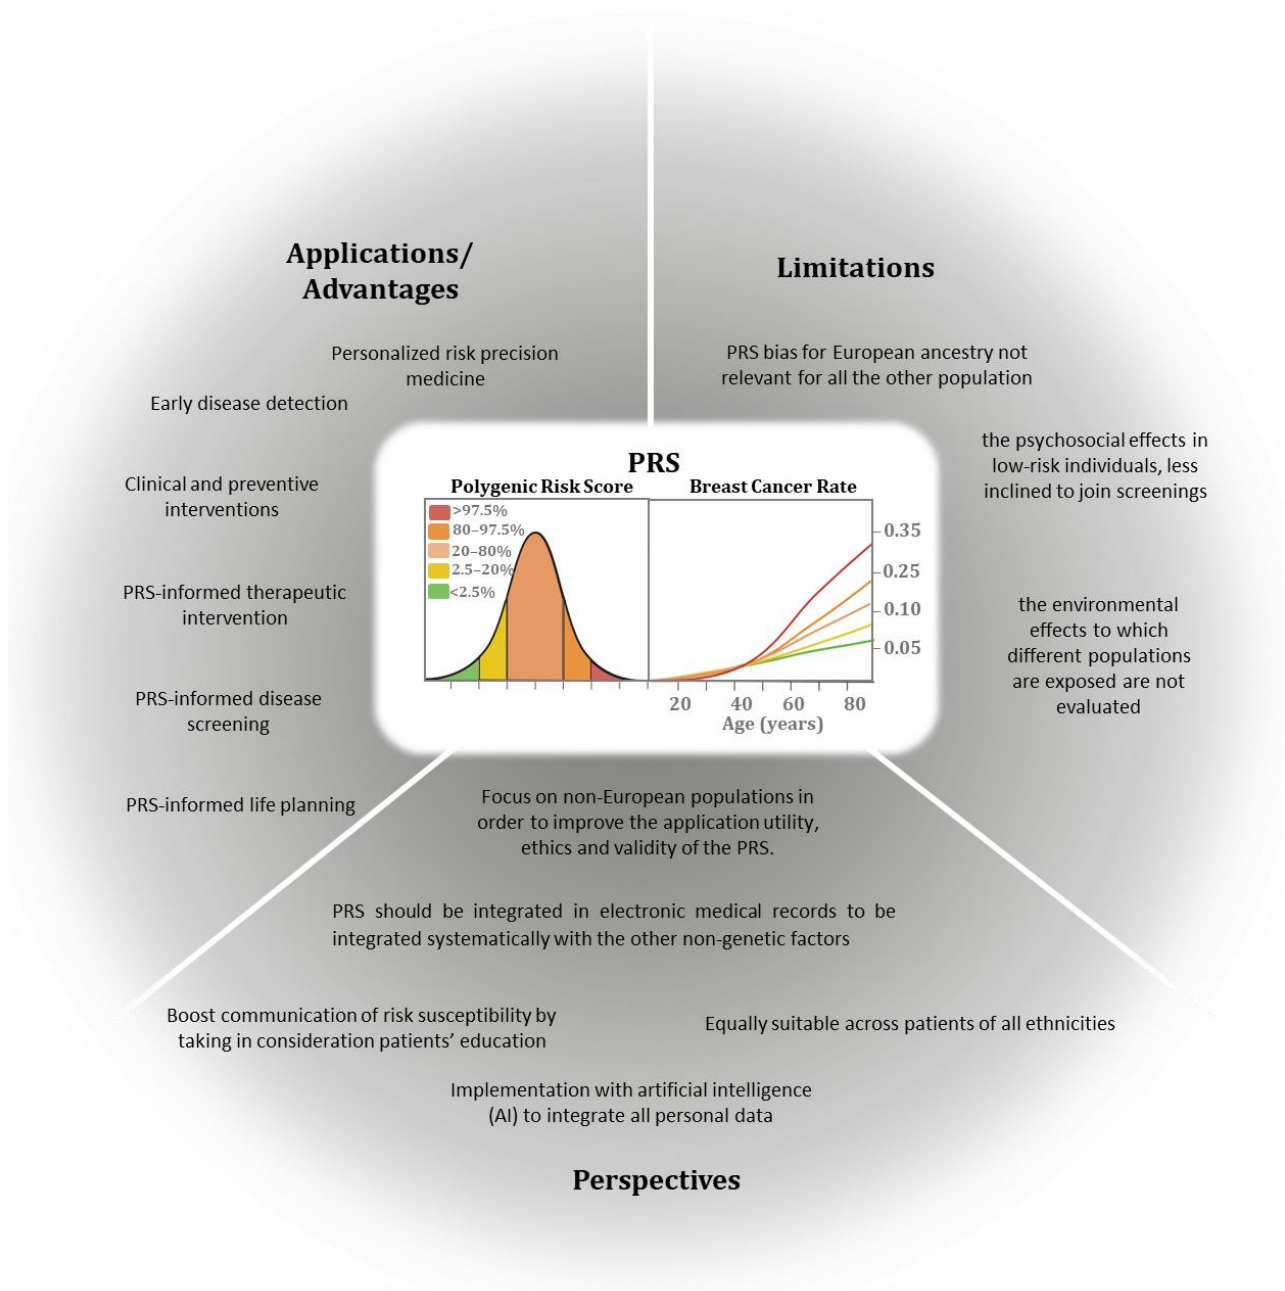 Applications/
Advantages
Personalized risk precision
medicine
Early disease detection
Clinical and preventive
interventions
PRS-informed therapeutic
intervention
PRS-informed disease
screening
PRS-informed life planning
Limitations
PRS bias for European ancestry not
relevant for all the other population
the psychosocial effects in
low-risk individuals, less
inclined to join screenings
the environmental
effects to which
different populations
are exposed are not
evaluated
PRS
Polygenic Risk Score
>97.5%
80–97.5%
20–80%
2.5–20%
<2.5%
Breast Cancer Rate
0.35
0.25
0.10
0.05
20 40 60 80
Age (years)
Focus on non-European populations in
order to improve the application utility,
ethics and validity of the PRS.
PRS should be integrated in electronic medical records to be
integrated systematically with the other non-genetic factors
Boost communication of risk susceptibility by
taking in consideration patients’ education
Equally suitable across patients of all ethnicities
Implementation with artificial intelligence
(AI) to integrate all personal data
Perspectives